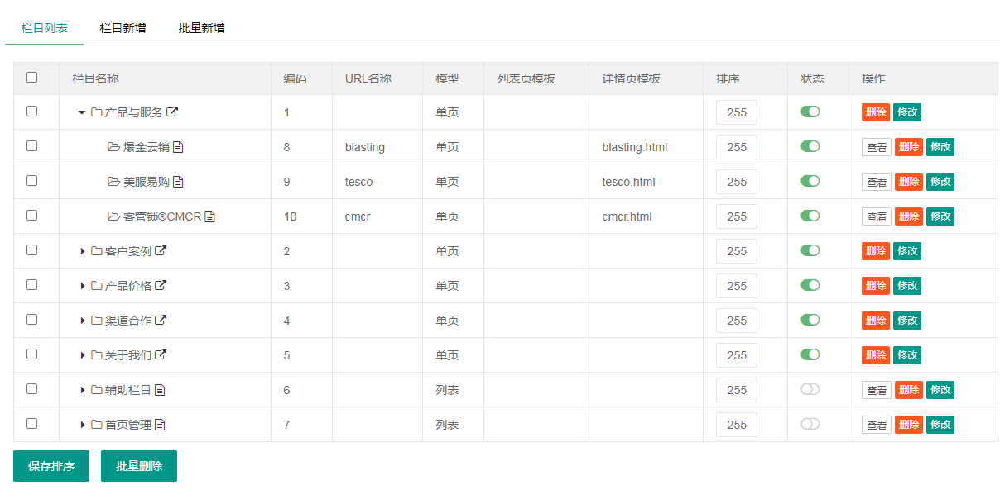 栏目列表 栏目新增 批量新增
栏目名称 编码 URL名称 模型 列表页模板 详情页模板 排序 状态 操作
产品与服务 1 单页 255 删除 修改
爆金云销 8 blasting 单页 blasting.html 255 查看 删除 修改
美服易购 9 tesco 单页 tesco.html 255 查看 删除 修改
客管锁®CMCR 10 cmcr 单页 cmcr.html 255 查看 删除 修改
客户案例 2 单页 255 删除 修改
产品价格 3 单页 255 删除 修改
渠道合作 4 单页 255 删除 修改
关于我们 5 单页 255 删除 修改
辅助栏目 6 列表 255 查看 删除 修改
首页管理 7 列表 255 查看 删除 修改
保存排序 批量删除